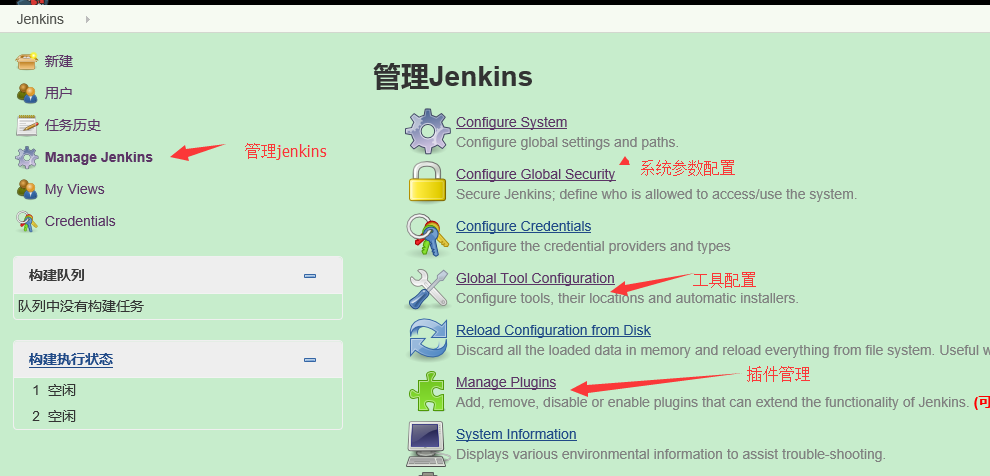 Jenkins
新建
用户
任务历史
Manage Jenkins
管理jenkins
My Views
Credentials
构建队列
队列中没有构建任务
构建执行状态
1 空闲
2 空闲
管理Jenkins
Configure System
Configure global settings and paths.
系统参数配置
Configure Global Security
Secure Jenkins; define who is allowed to access/use the system.
Configure Credentials
Configure the credential providers and types
Global Tool Configuration
工具配置
Configure tools, their locations and automatic installers.
Reload Configuration from Disk
Discard all the loaded data in memory and reload everything from file system. Useful w
Manage Plugins
插件管理
Add, remove, disable or enable plugins that can extend the functionality of Jenkins. (可
System Information
Displays various environmental information to assist trouble-shooting.